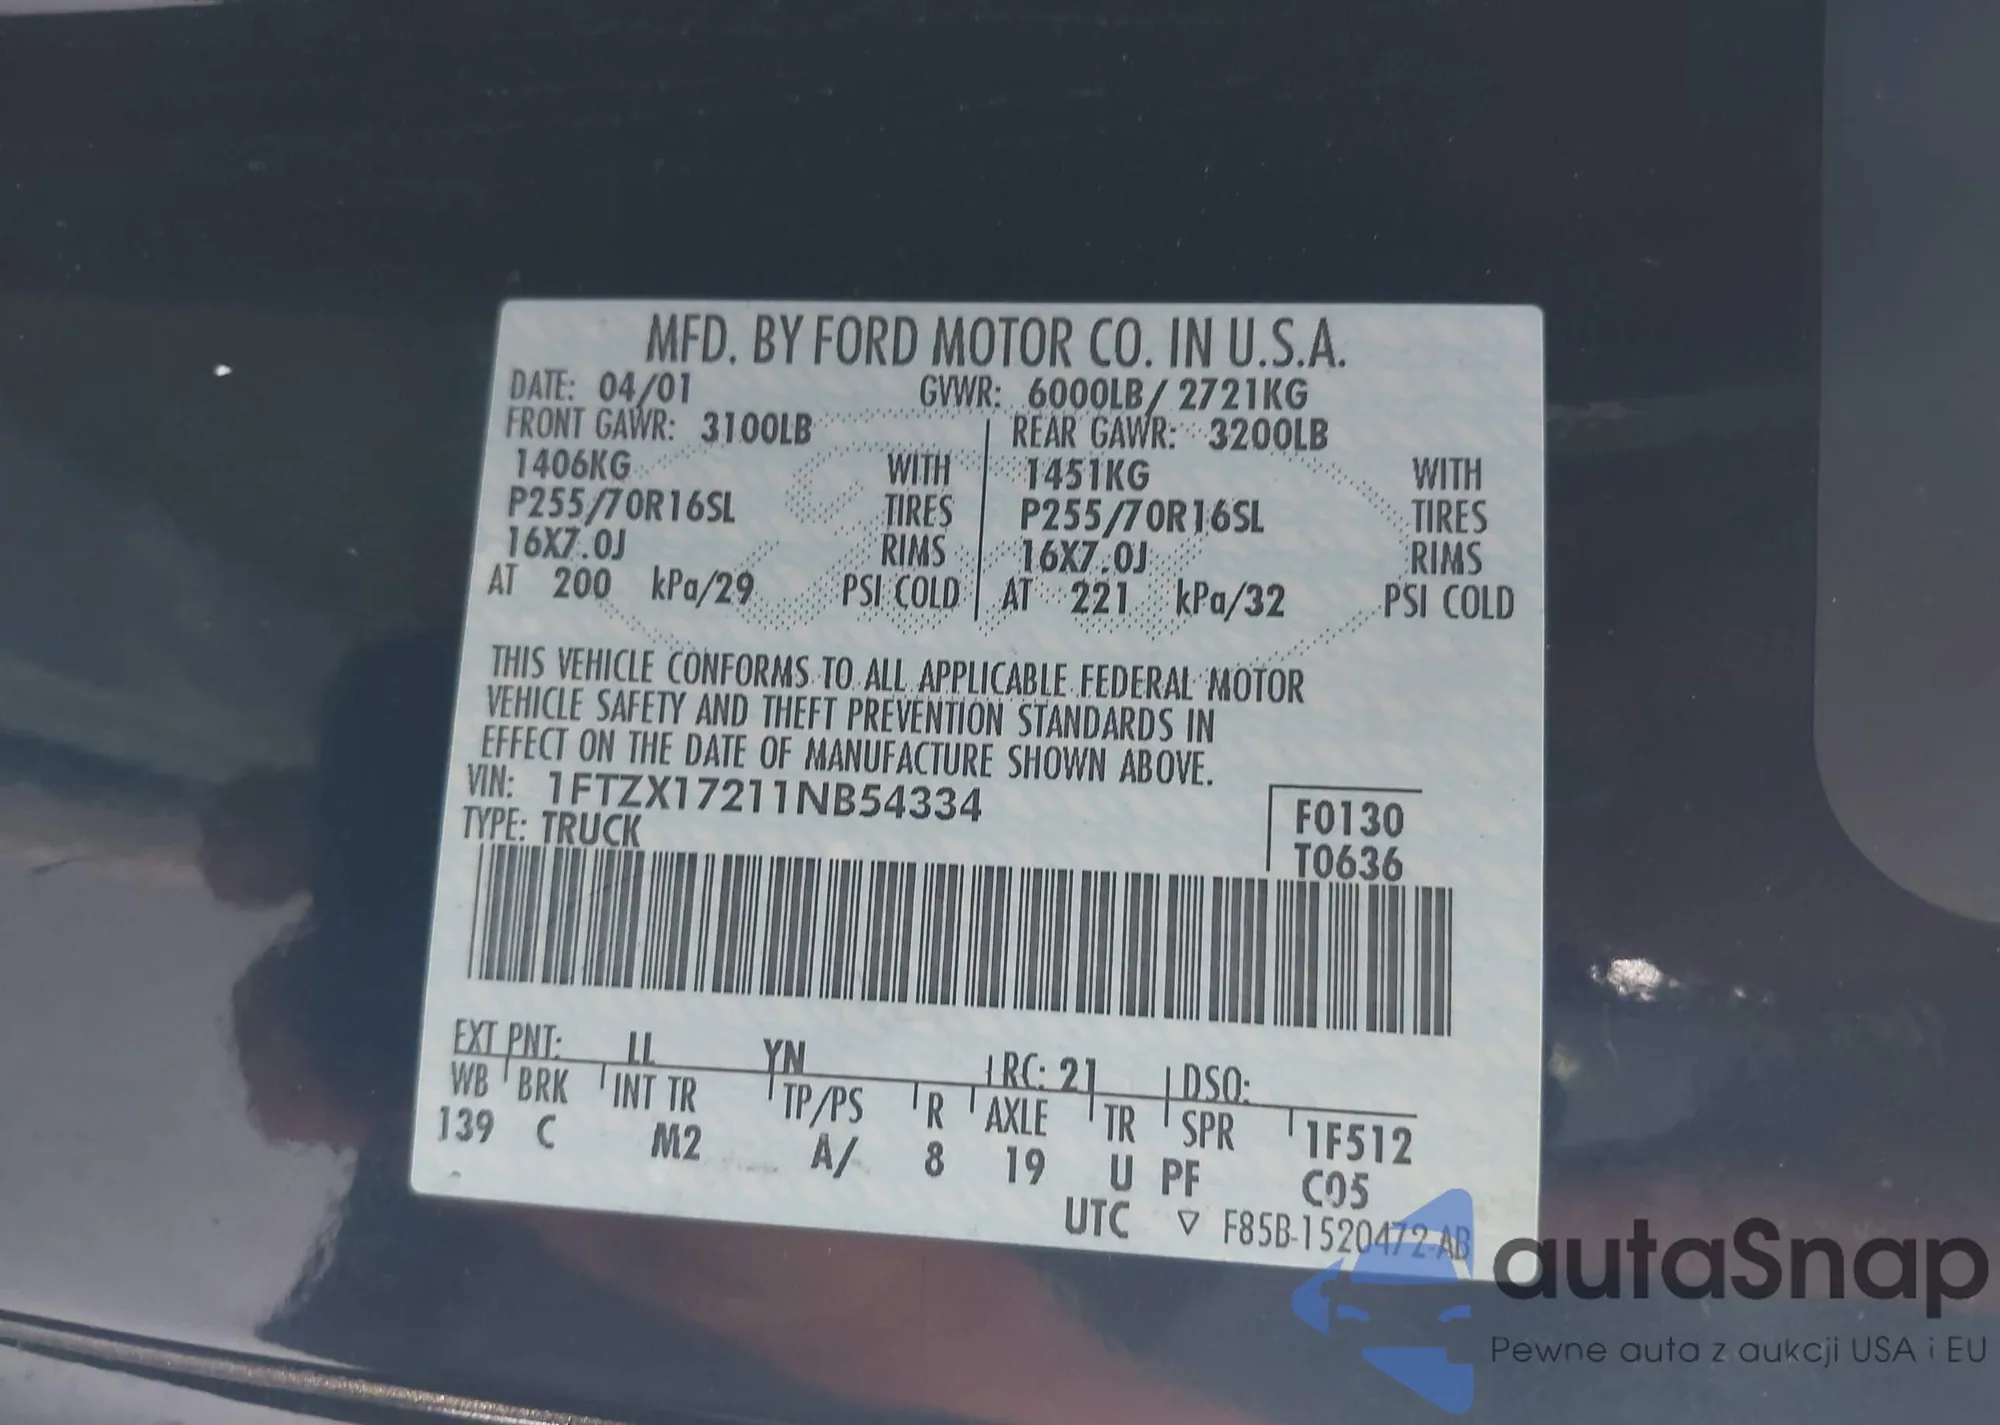 MFD. BY FORD MOTOR CO. IN U.S.A.
DATE: 04/01 GVWR: 6000LB/ 2721KG
FRONT GAWR: 3100LB REAR GAWR: 3200LB
1406KG WITH 1451KG WITH
P255/70R16SL TIRES P255/70R16SL TIRES
16X7.0J RIMS 16X7.0J RIMS
AT 200 kPa/29 PSI COLD AT 221 kPa/32 PSI COLD
THIS VEHICLE CONFORMS TO ALL APPLICABLE FEDERAL MOTOR
VEHICLE SAFETY AND THEFT PREVENTION STANDARDS IN
EFFECT ON THE DATE OF MANUFACTURE SHOWN ABOVE.
VIN: 1FTZX17211NB54334
TYPE: TRUCK
F0130
T0636
EXT PNT: LL YN RC: 21 DSO:
WB BRK INT TR TP/PS R AXLE TR SPR 1F512
139 C M2 A/ 8 19 U PF C05
UTC ▽ F85B-1520472-AB
autaSnap
Pewne auta z aukcji USA i EU